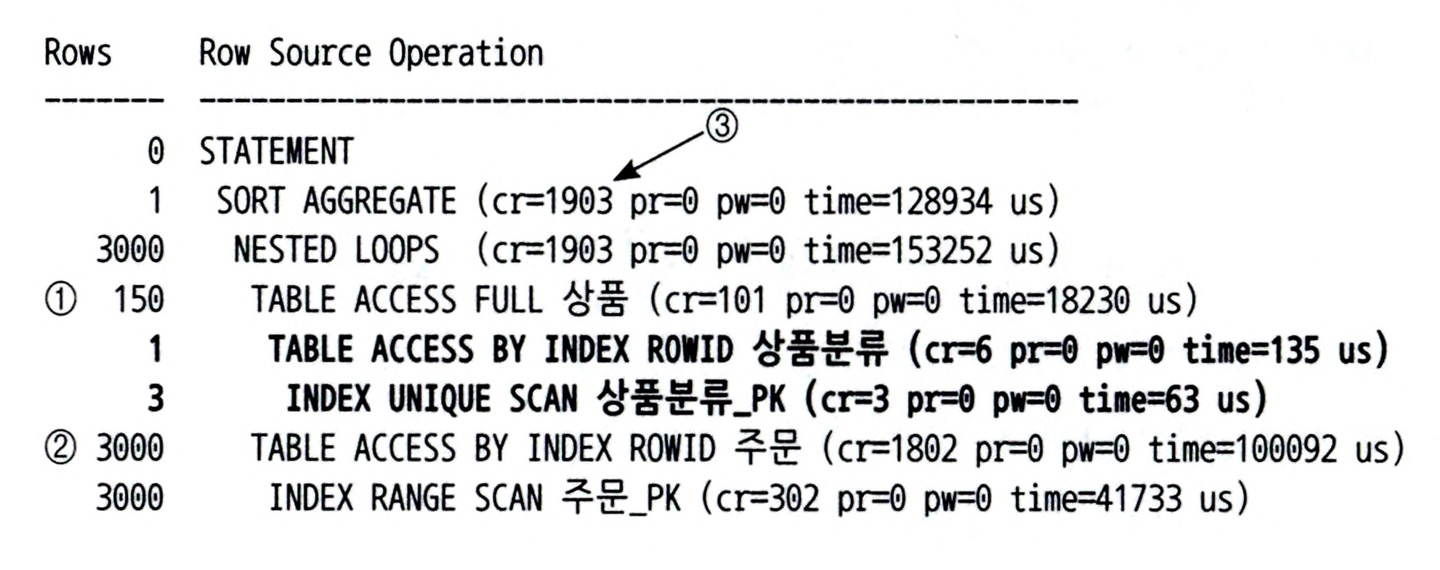 Rows Row Source Operation
------- ---------------------------------------------------
③
0 STATEMENT
1 SORT AGGREGATE (cr=1903 pr=0 pw=0 time=128934 us)
3000 NESTED LOOPS (cr=1903 pr=0 pw=0 time=153252 us)
① 150 TABLE ACCESS FULL 상품 (cr=101 pr=0 pw=0 time=18230 us)
1 TABLE ACCESS BY INDEX ROWID 상품분류 (cr=6 pr=0 pw=0 time=135 us)
3 INDEX UNIQUE SCAN 상품분류_PK (cr=3 pr=0 pw=0 time=63 us)
② 3000 TABLE ACCESS BY INDEX ROWID 주문 (cr=1802 pr=0 pw=0 time=100092 us)
3000 INDEX RANGE SCAN 주문_PK (cr=302 pr=0 pw=0 time=41733 us)